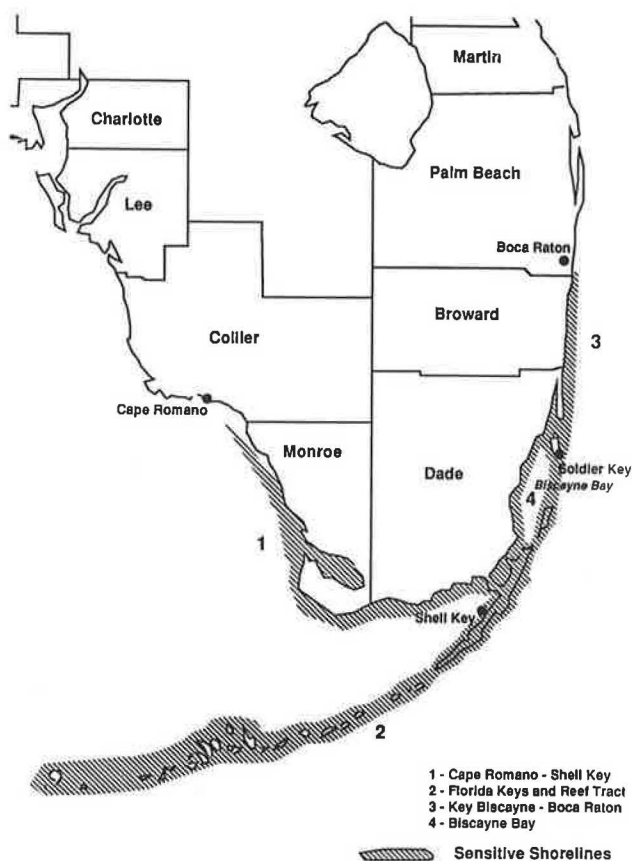 Martin
Charlotte
Palm Beach
Lee
Boca Raton
Broward
Collier
3
Cape Romano
Monroe
Soldier Key
Dade
Biscayne Bay
4
1
Shell Key
2
1 - Cape Romano - Shell Key
2 - Florida Keys and Reef Tract
3 - Key Biscayne - Boca Raton
4 - Biscayne Bay
Sensitive Shorelines